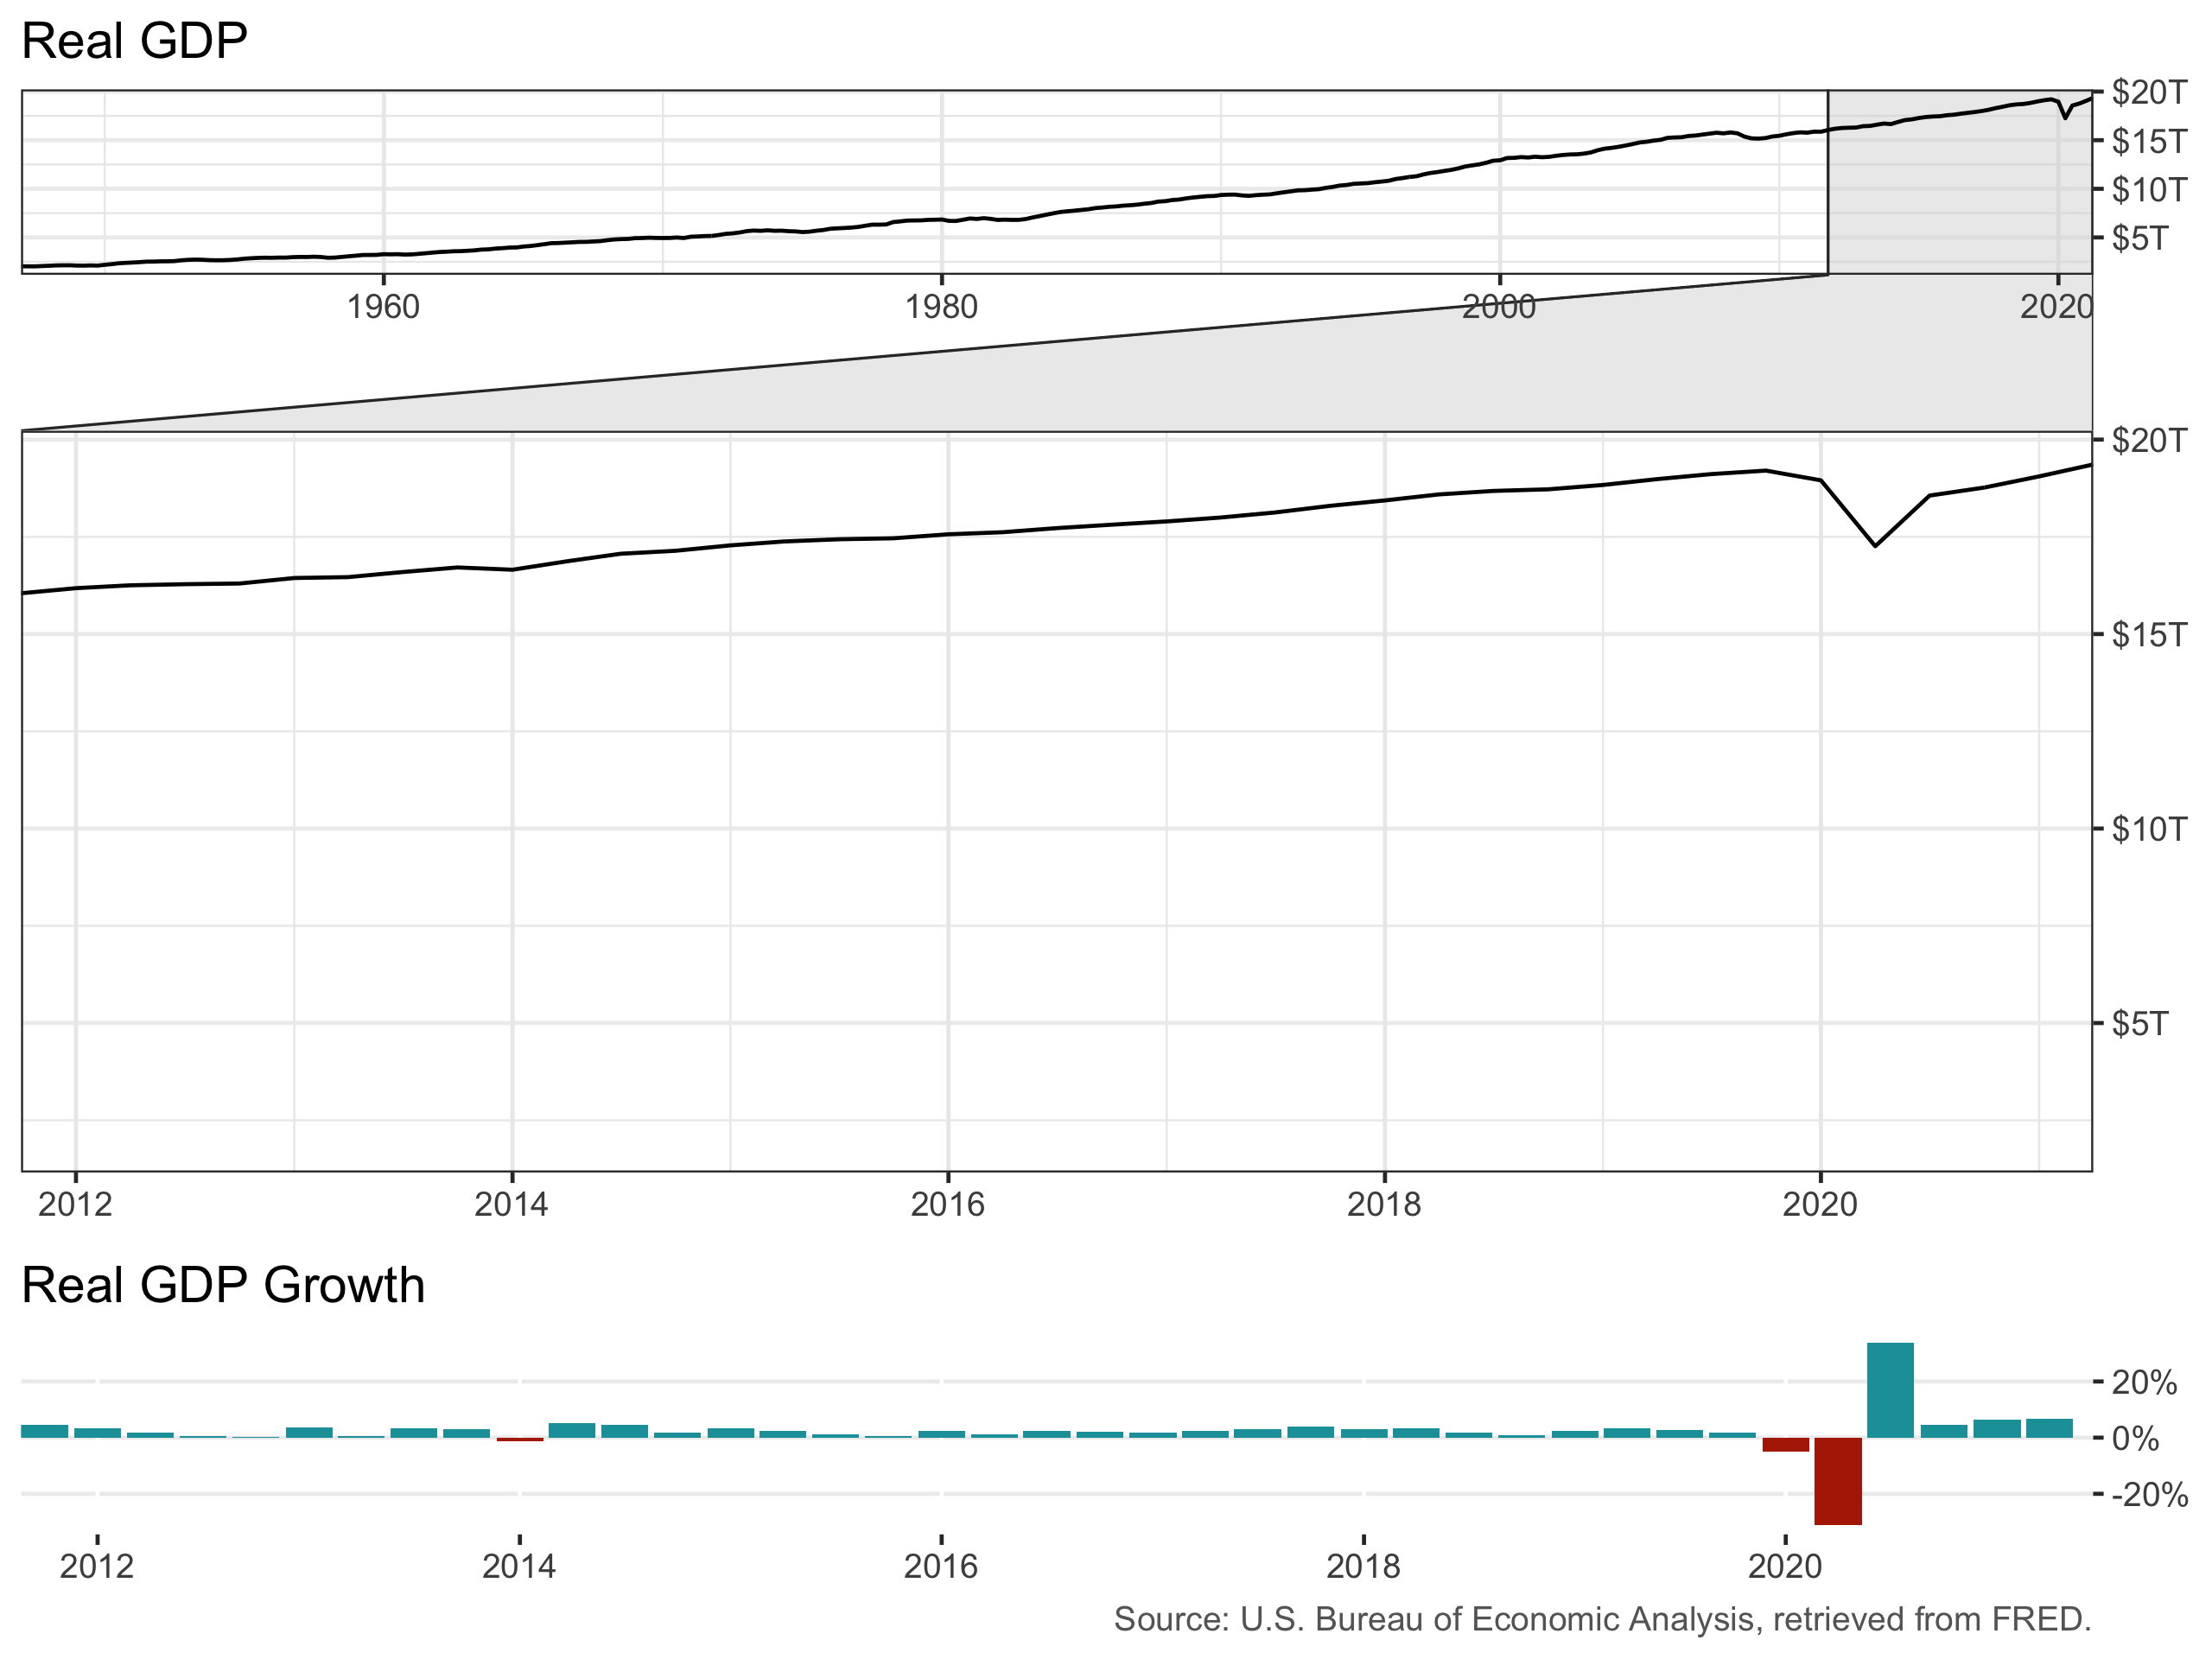 Real GDP
$20T
$15T
$10T
$5T
1960 1980 2000 2020
$20T
$15T
$10T
$5T
2012 2014 2016 2018 2020
Real GDP Growth
20%
0%
-20%
2012 2014 2016 2018 2020
Source: U.S. Bureau of Economic Analysis, retrieved from FRED.